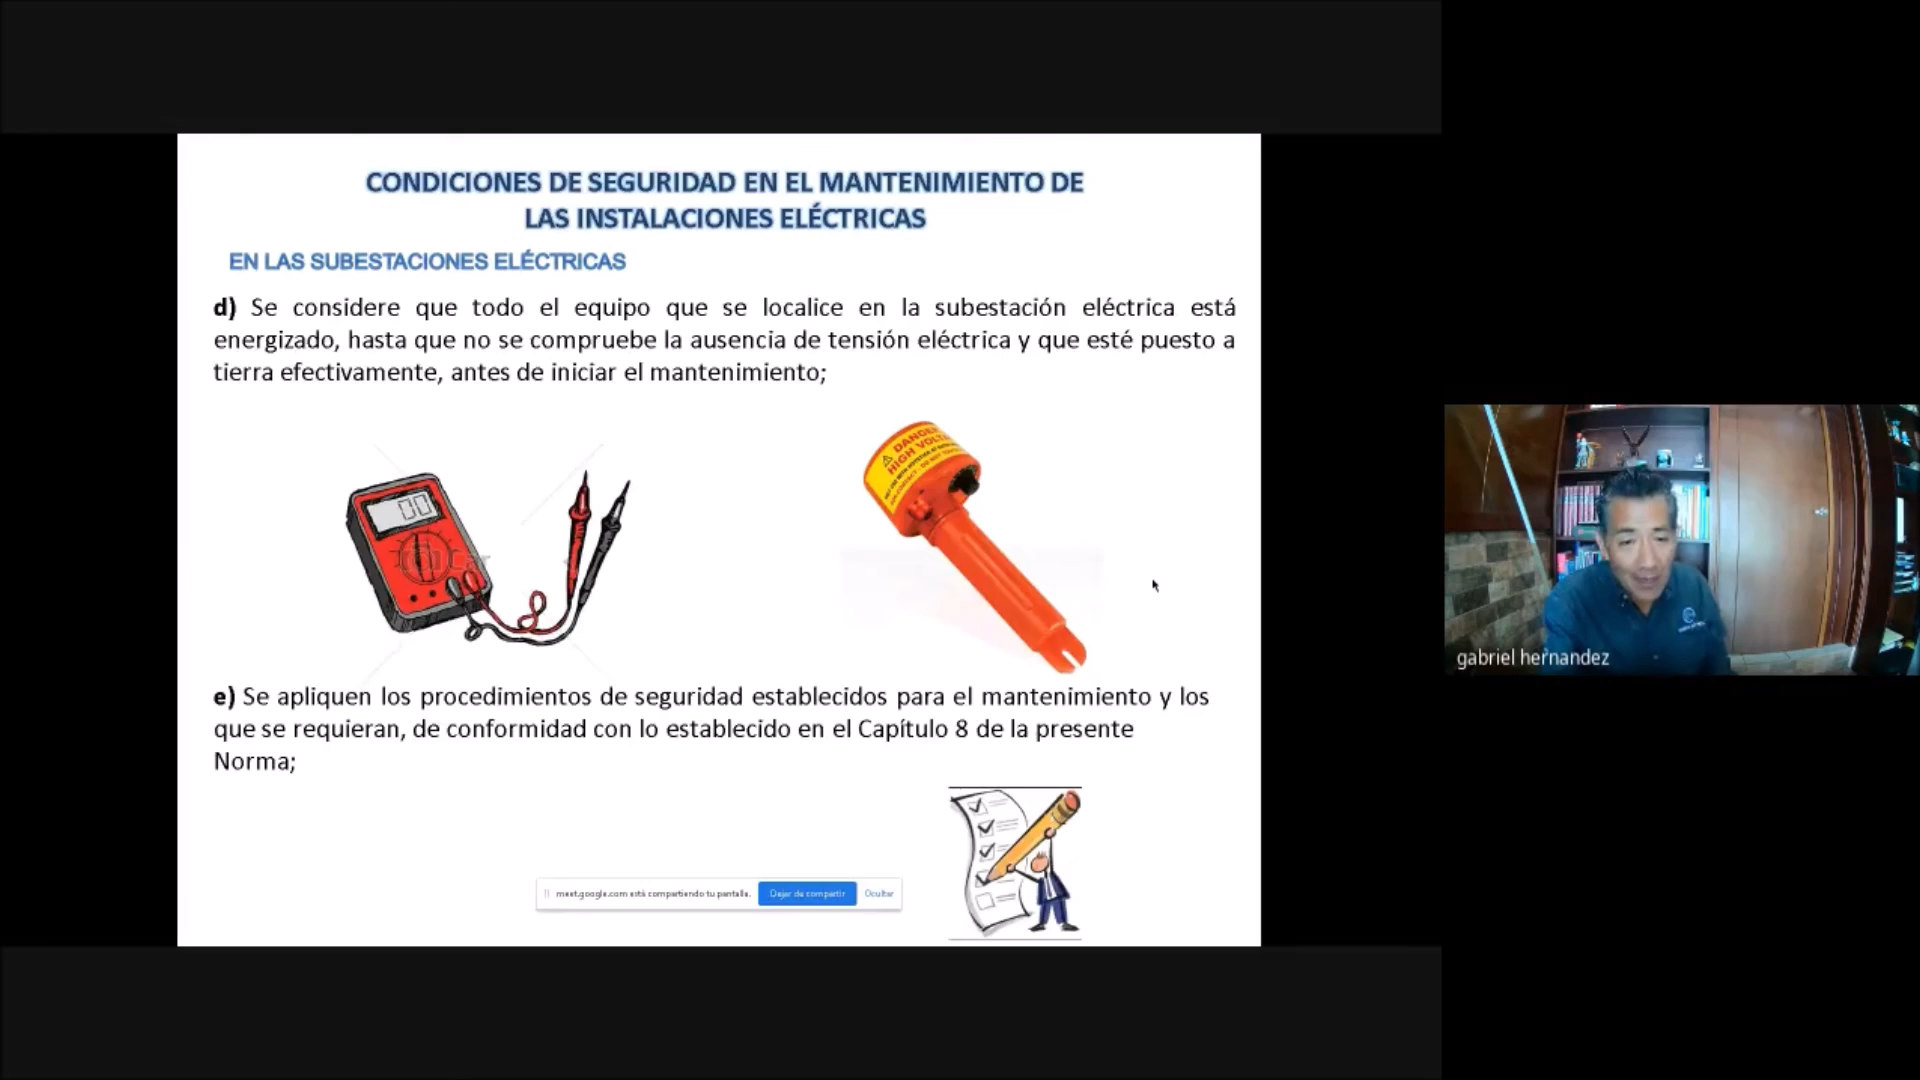 CONDICIONES DE SEGURIDAD EN EL MANTENIMIENTO DE
LAS INSTALACIONES ELÉCTRICAS
EN LAS SUBESTACIONES ELÉCTRICAS
d) Se considere que todo el equipo que se localice en la subestación eléctrica está
energizado, hasta que no se compruebe la ausencia de tensión eléctrica y que esté puesto a
tierra efectivamente, antes de iniciar el mantenimiento;
00
DANGER
HIGH VOLTAGE
e) Se apliquen los procedimientos de seguridad establecidos para el mantenimiento y los
que se requieran, de conformidad con lo establecido en el Capítulo 8 de la presente
Norma;
meet.google.com está compartiendo tu pantalla.
Dejar de compartir
Ocultar
gabriel hernandez